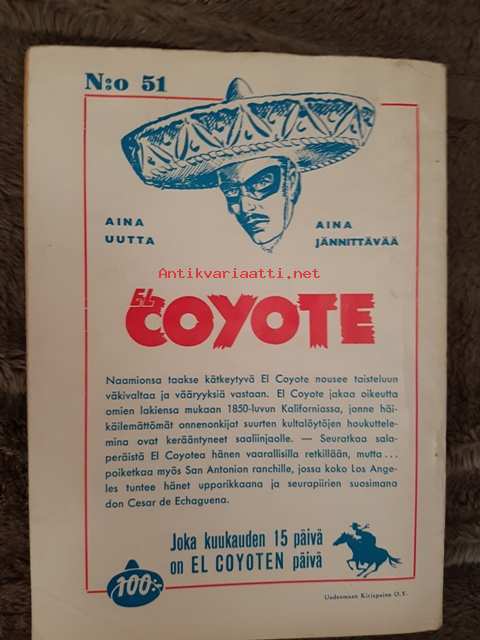 N:o 51
AINA
UUTTA
AINA
JÄNNITTÄVÄÄ
Antikvariaatti.net
EL
COYOTE
Naamionsa taakse kätkeytyvä El Coyote nousee taisteluun
väkivaltaa ja vääryyksiä vastaan. El Coyote jakaa oikeutta
omien lakiensa mukaan 1850-luvun Kaliforniassa, jonne häi-
käilemättömät onnenonkijat suurten kultalöytöjen houkuttele-
mina ovat kerääntyneet saaliinjaolle. — Seuratkaa sala-
peräistä El Coyotea hänen vaarallisilla retkillään, mutta...
poiketkaa myös San Antonion ranchille, jossa koko Los Ange-
les tuntee hänet upporikkaana ja seurapiirien suosimana
don Cesar de Echaguena.
Joka kuukauden 15 päivä
on EL COYOTEN päivä
100:-
Uudenmaan Kirjapaino O.Y.